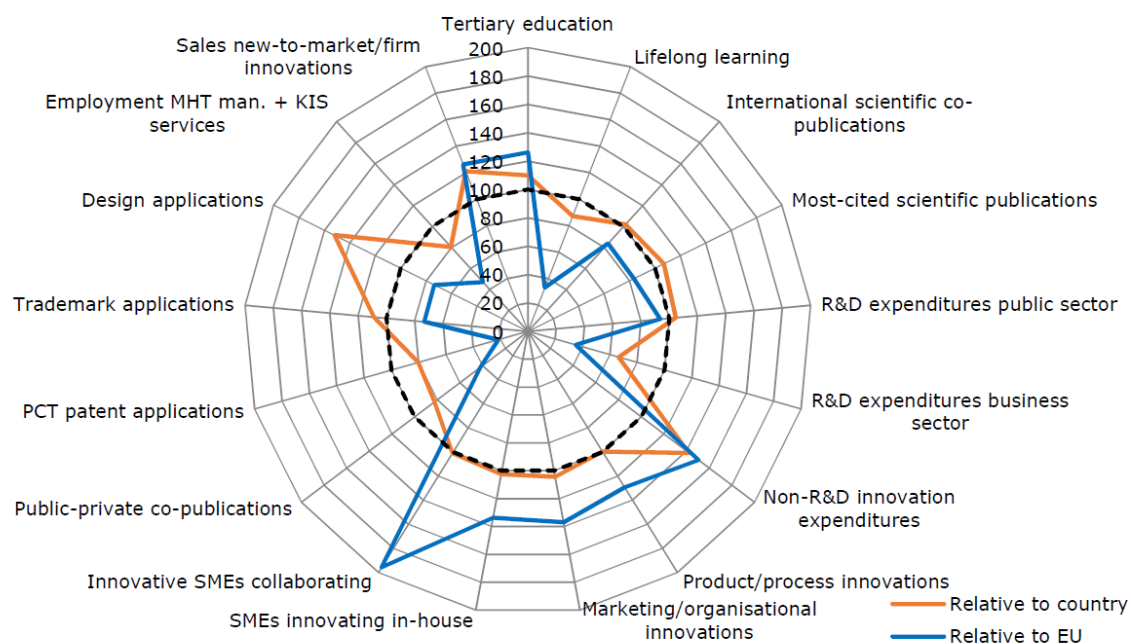 Tertiary education
Sales new-to-market/firm
innovations
Lifelong learning
Employment MHT man. + KIS
services
International scientific co-
publications
Design applications
Most-cited scientific publications
Trademark applications
R&D expenditures public sector
PCT patent applications
R&D expenditures business
sector
Public-private co-publications
Non-R&D innovation
expenditures
Innovative SMEs collaborating
Product/process innovations
SMEs innovating in-house
Marketing/organisational
innovations
200
180
160
140
120
100
80
60
40
20
0
Relative to country
Relative to EU